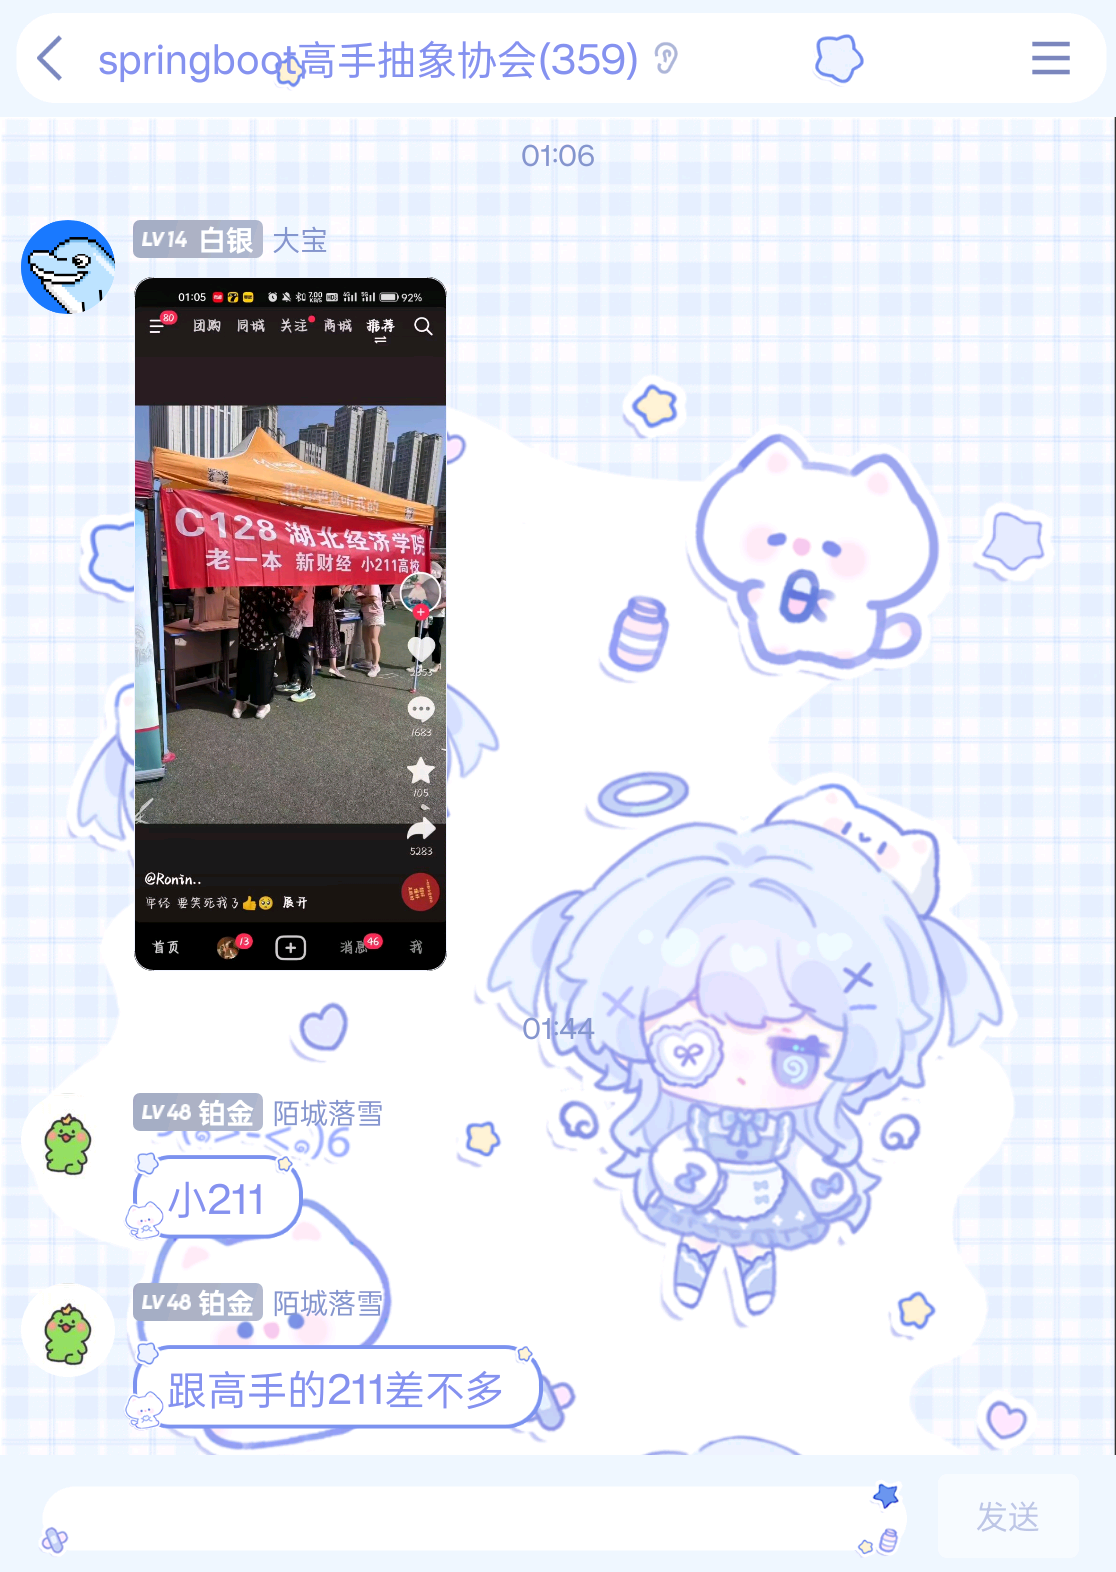 springboot高手抽象协会(359)
01:06
LV14 白银 大宝
01:05
92%
80
团购 同城 关注 商城 推荐
C128 湖北经济学院
老一本 新财经 小211高校
1683
105
5283
@Ronin..
要笑死我了👍🥺 展开
首页 13 消息 46 我
01:44
LV48 铂金 陌城落雪
小211
LV48 铂金 陌城落雪
跟高手的211差不多
发送